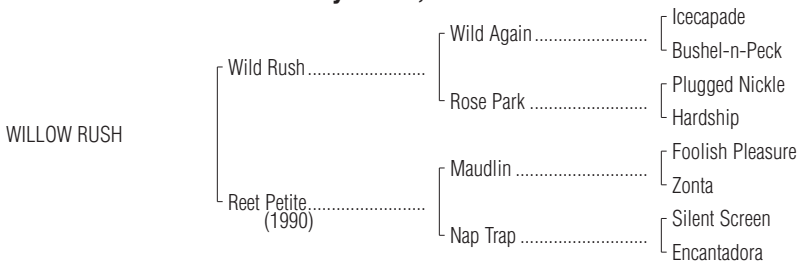 Icecapade
Wild Again
Bushel-n-Peck
Wild Rush
Plugged Nickle
Rose Park
Hardship
WILLOW RUSH
Foolish Pleasure
Maudlin
Zonta
Reet Petite
(1990)
Silent Screen
Nap Trap
Encantadora